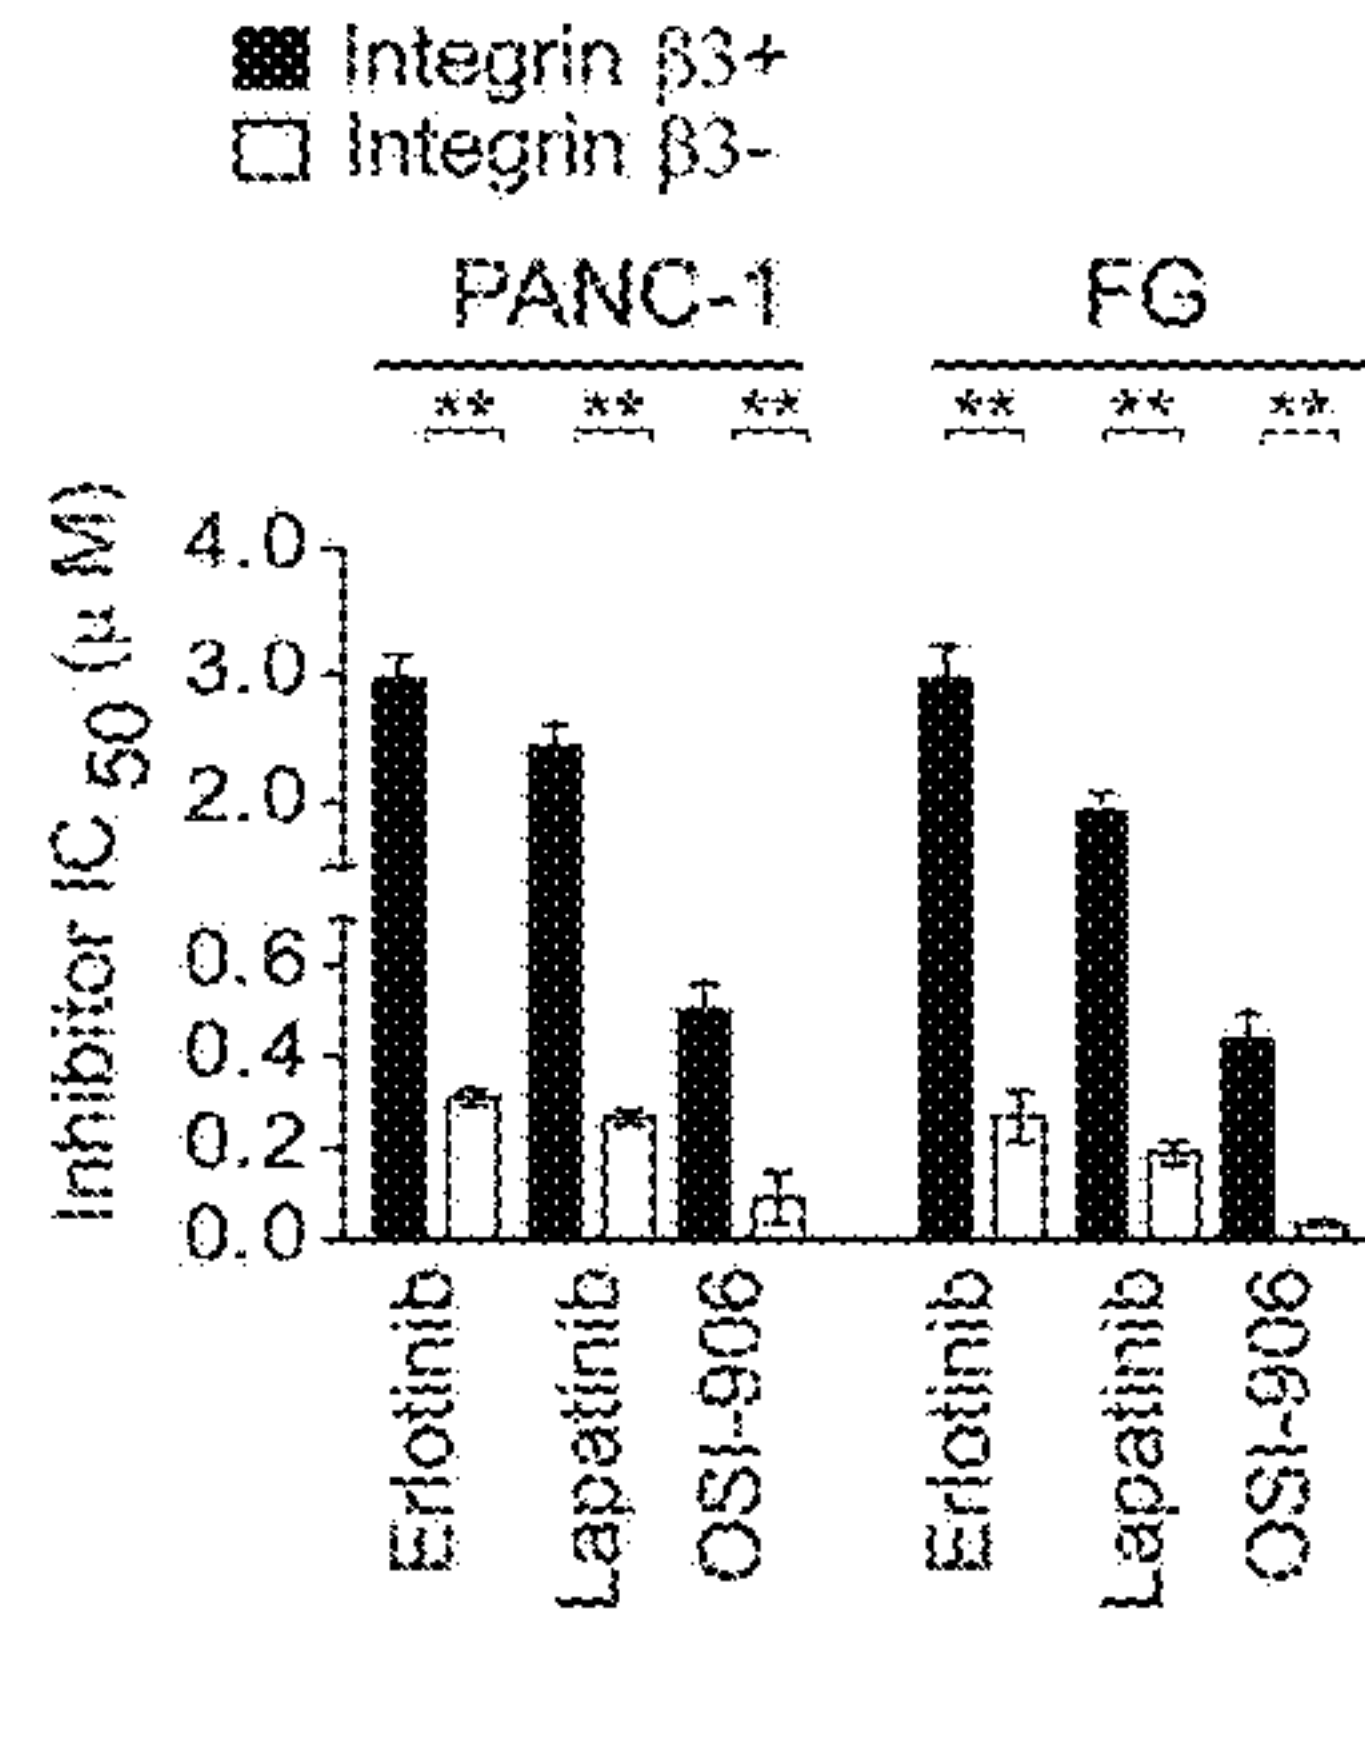 Integrin β3+
Integrin β3-
PANC-1 FG
** ** ** ** ** **
Inhibitor IC 50 (μ M)
4.0
3.0
2.0
0.6
0.4
0.2
0.0
Erlotinib Lapatinib OSI-906 Erlotinib Lapatinib OSI-906